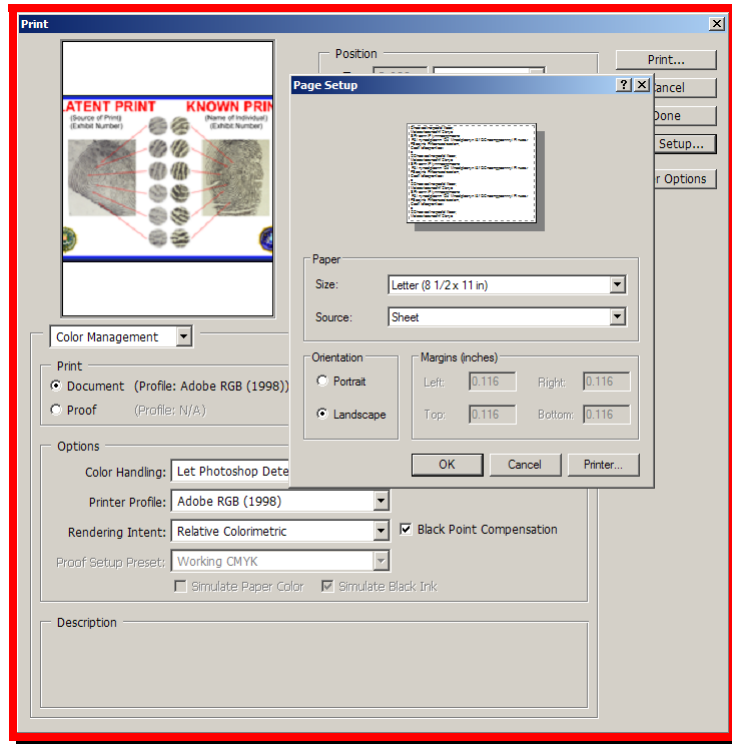 Print
Position
Print...
Page Setup
LATENT PRINT KNOWN PRIN
(Source of Print) (Name of Individual)
(Exhibit Number) (Exhibit Number)
Setup...
Options
Paper
Size: Letter (8 1/2 x 11 in)
Source: Sheet
Color Management
Orientation
Margins (inches)
Print
Portrait
Left: 0.116 Right: 0.116
Document (Profile: Adobe RGB (1998))
Proof (Profile: N/A)
Landscape
Top: 0.116 Bottom: 0.116
Options
OK Cancel Printer...
Color Handling: Let Photoshop Dete
Printer Profile: Adobe RGB (1998)
Rendering Intent: Relative Colorimetric Black Point Compensation
Proof Setup Preset: Working CMYK
Simulate Paper Color Simulate Black Ink
Description